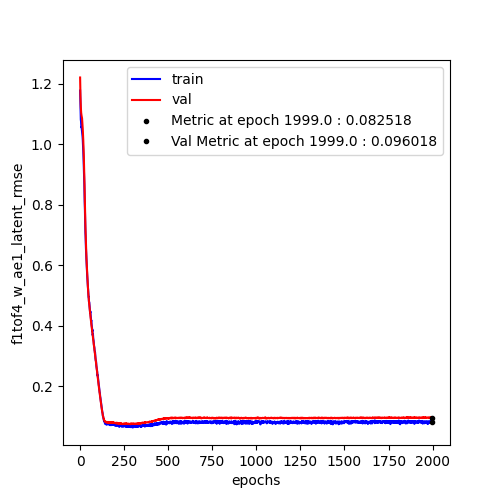 train
val
Metric at epoch 1999.0 : 0.082518
Val Metric at epoch 1999.0 : 0.096018
f1tof4_w_ae1_latent_rmse
1.2
1.0
0.8
0.6
0.4
0.2
0 250 500 750 1000 1250 1500 1750 2000
epochs